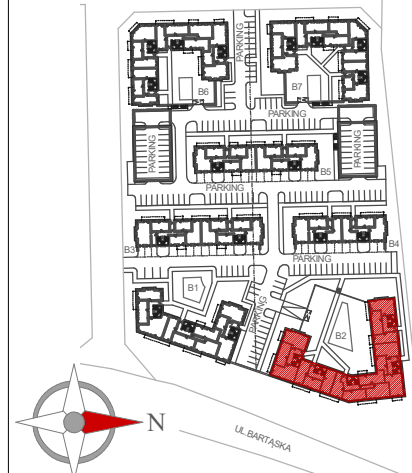 PARKING
B6
B7
PARKING
PARKING
PARKING
B5
PARKING
B3
B4
PARKING
B1
PARKING
B2
N
UL.BARTĄSKA